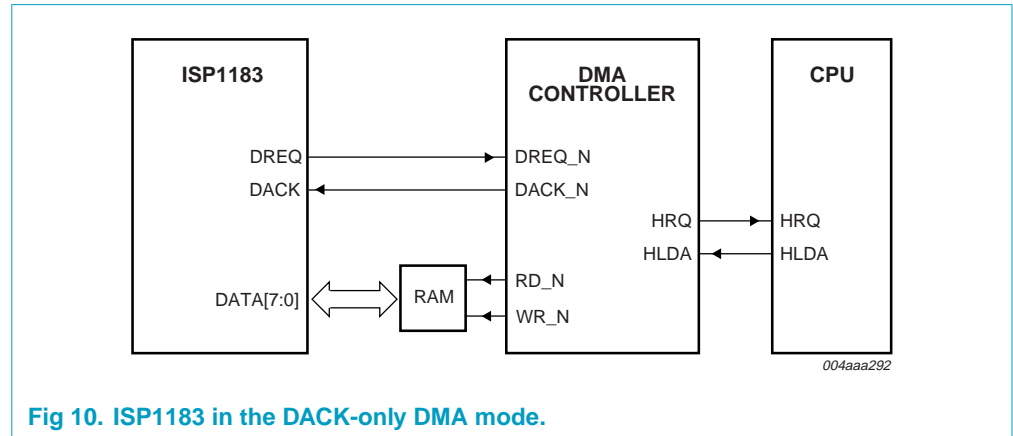 ISP1183
DMA
CONTROLLER
CPU
DREQ
DREQ_N
DACK
DACK_N
HRQ
HRQ
HLDA
HLDA
DATA[7:0]
RAM
RD_N
WR_N
004aaa292
Fig 10. ISP1183 in the DACK-only DMA mode.